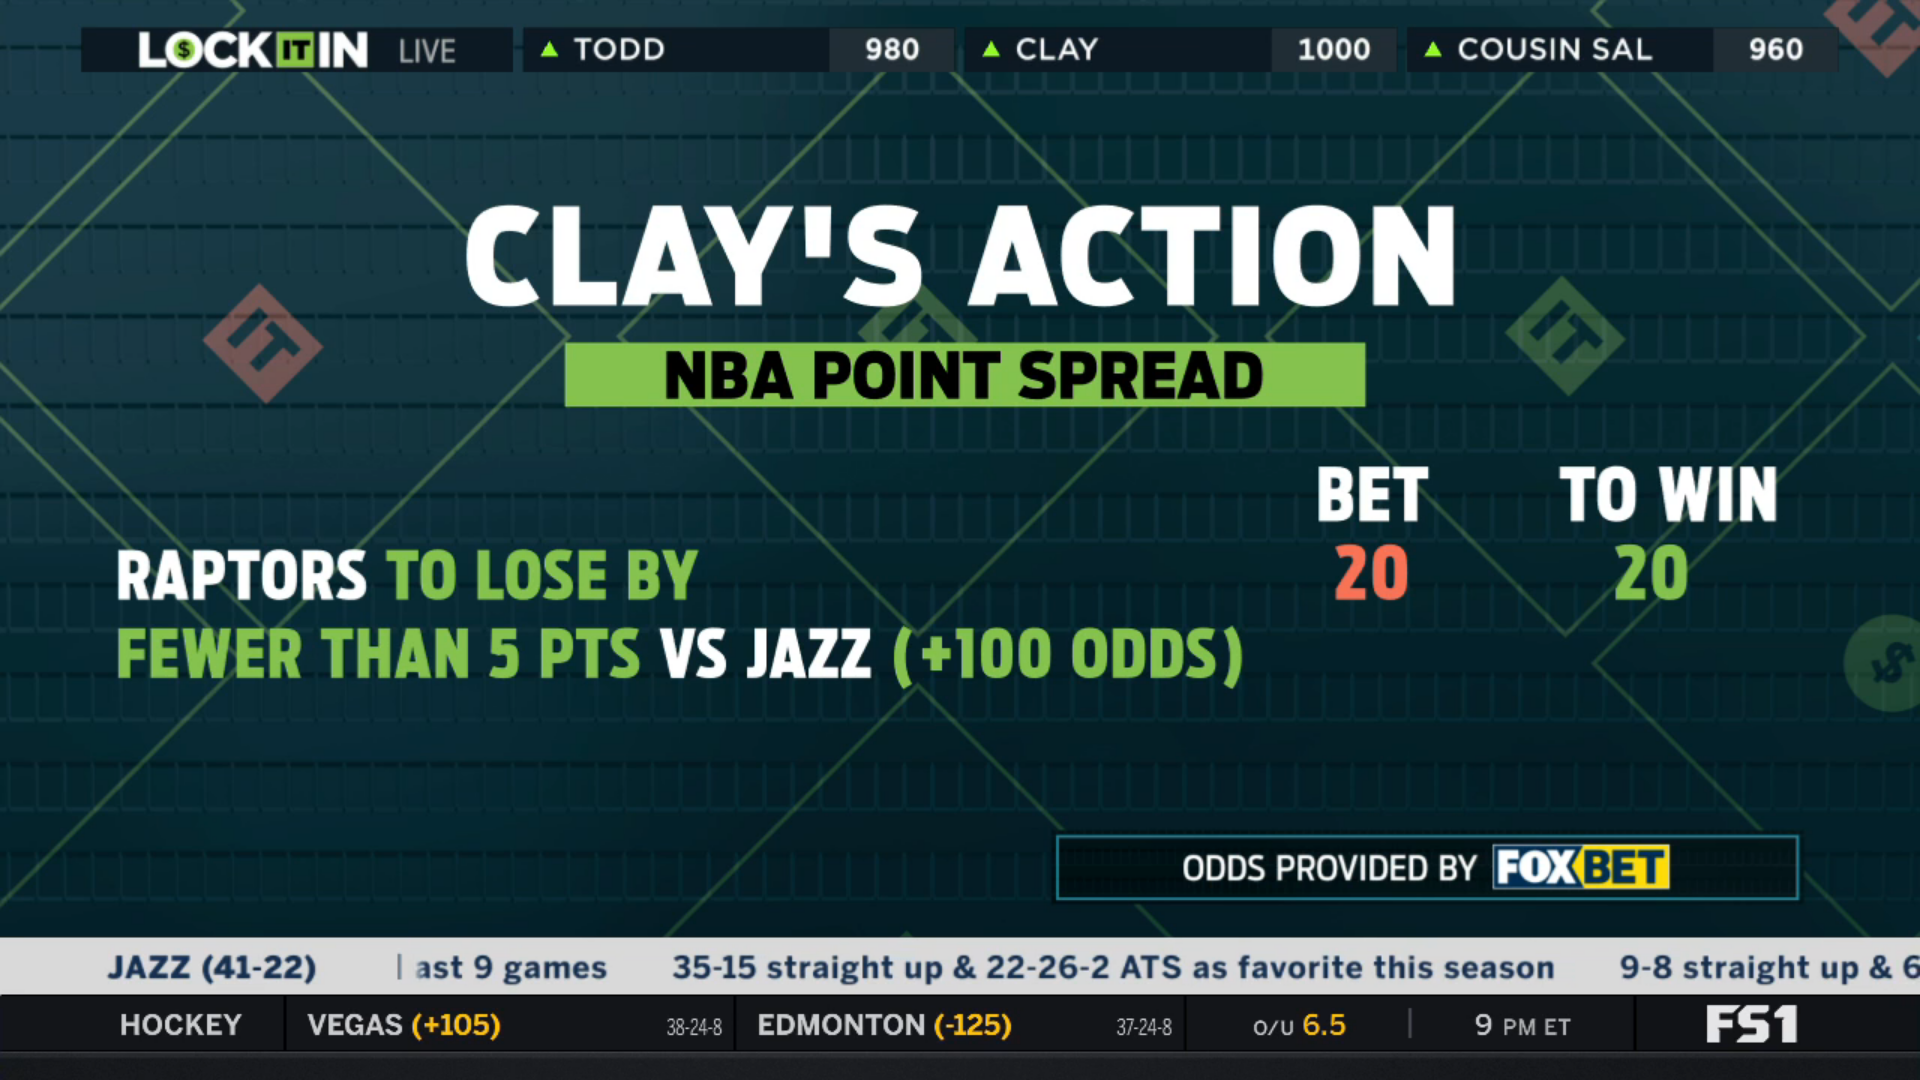 LOCK IT IN LIVE
TODD 980
CLAY 1000
COUSIN SAL 960
CLAY'S ACTION
NBA POINT SPREAD
BET TO WIN
RAPTORS TO LOSE BY 20 20
FEWER THAN 5 PTS VS JAZZ (+100 ODDS)
ODDS PROVIDED BY FOX BET
JAZZ (41-22) ast 9 games 35-15 straight up & 22-26-2 ATS as favorite this season 9-8 straight up & 6
HOCKEY VEGAS (+105) 38-24-8 EDMONTON (-125) 37-24-8 O/U 6.5 9 PM ET FS1